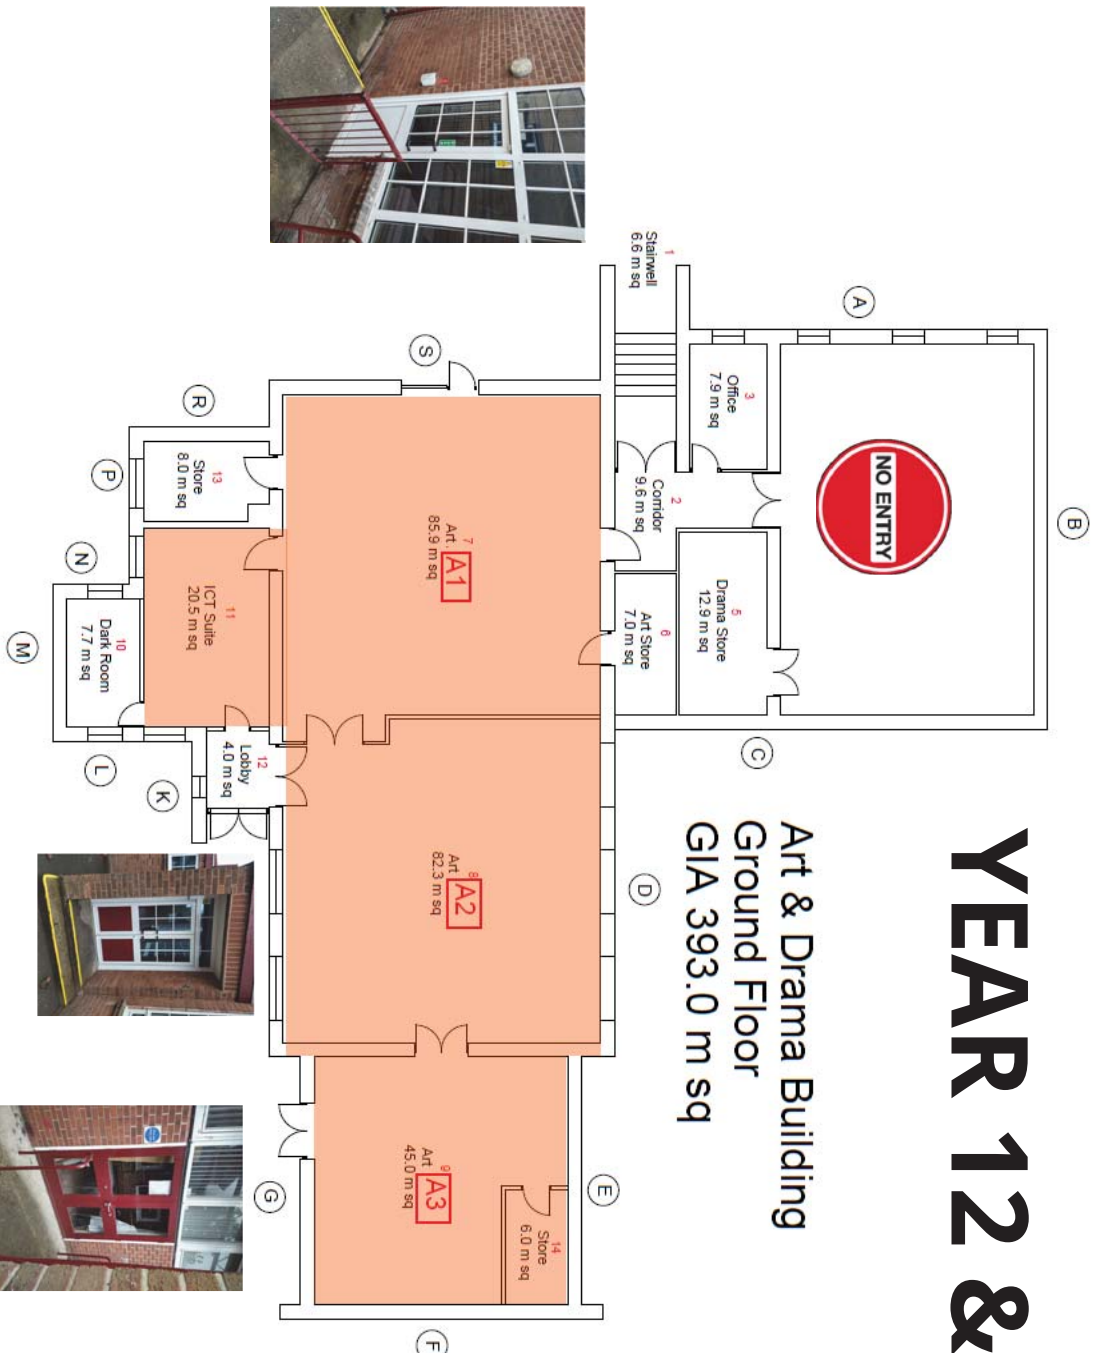 YEAR 12 &
Art & Drama Building
Ground Floor
GIA 393.0 m sq
A
B
C
D
E
F
G
K
L
M
N
P
R
S
NO ENTRY
1
Stairwell
6.6 m sq
2
Corridor
9.6 m sq
3
Office
7.9 m sq
5
Drama Store
12.9 m sq
6
Art Store
7.0 m sq
7
Art
A1
85.9 m sq
8
Art
A2
82.3 m sq
9
Art
A3
45.0 m sq
10
Dark Room
7.7 m sq
11
ICT Suite
20.5 m sq
12
Lobby
4.0 m sq
13
Store
8.0 m sq
14
Store
6.0 m sq